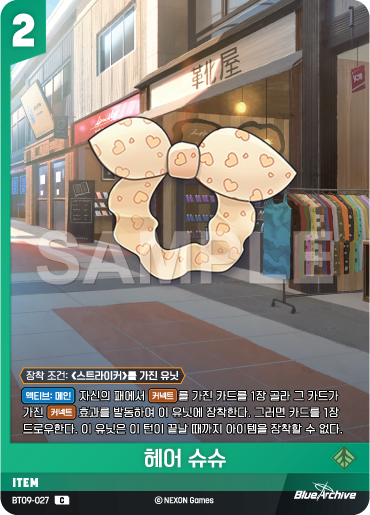 2
靴屋
SAMPLE
장착 조건: 《스트라이커》를 가진 유닛
액티브: 메인 자신의 패에서 커넥트 를 가진 카드를 1장 골라 그 카드가
가진 커넥트 효과를 발동하여 이 유닛에 장착한다. 그러면 카드를 1장
드로우한다. 이 유닛은 이 턴이 끝날 때까지 아이템을 장착할 수 없다.
헤어 슈슈
ITEM
BT09-027 C ⓒ NEXON Games BlueArchive